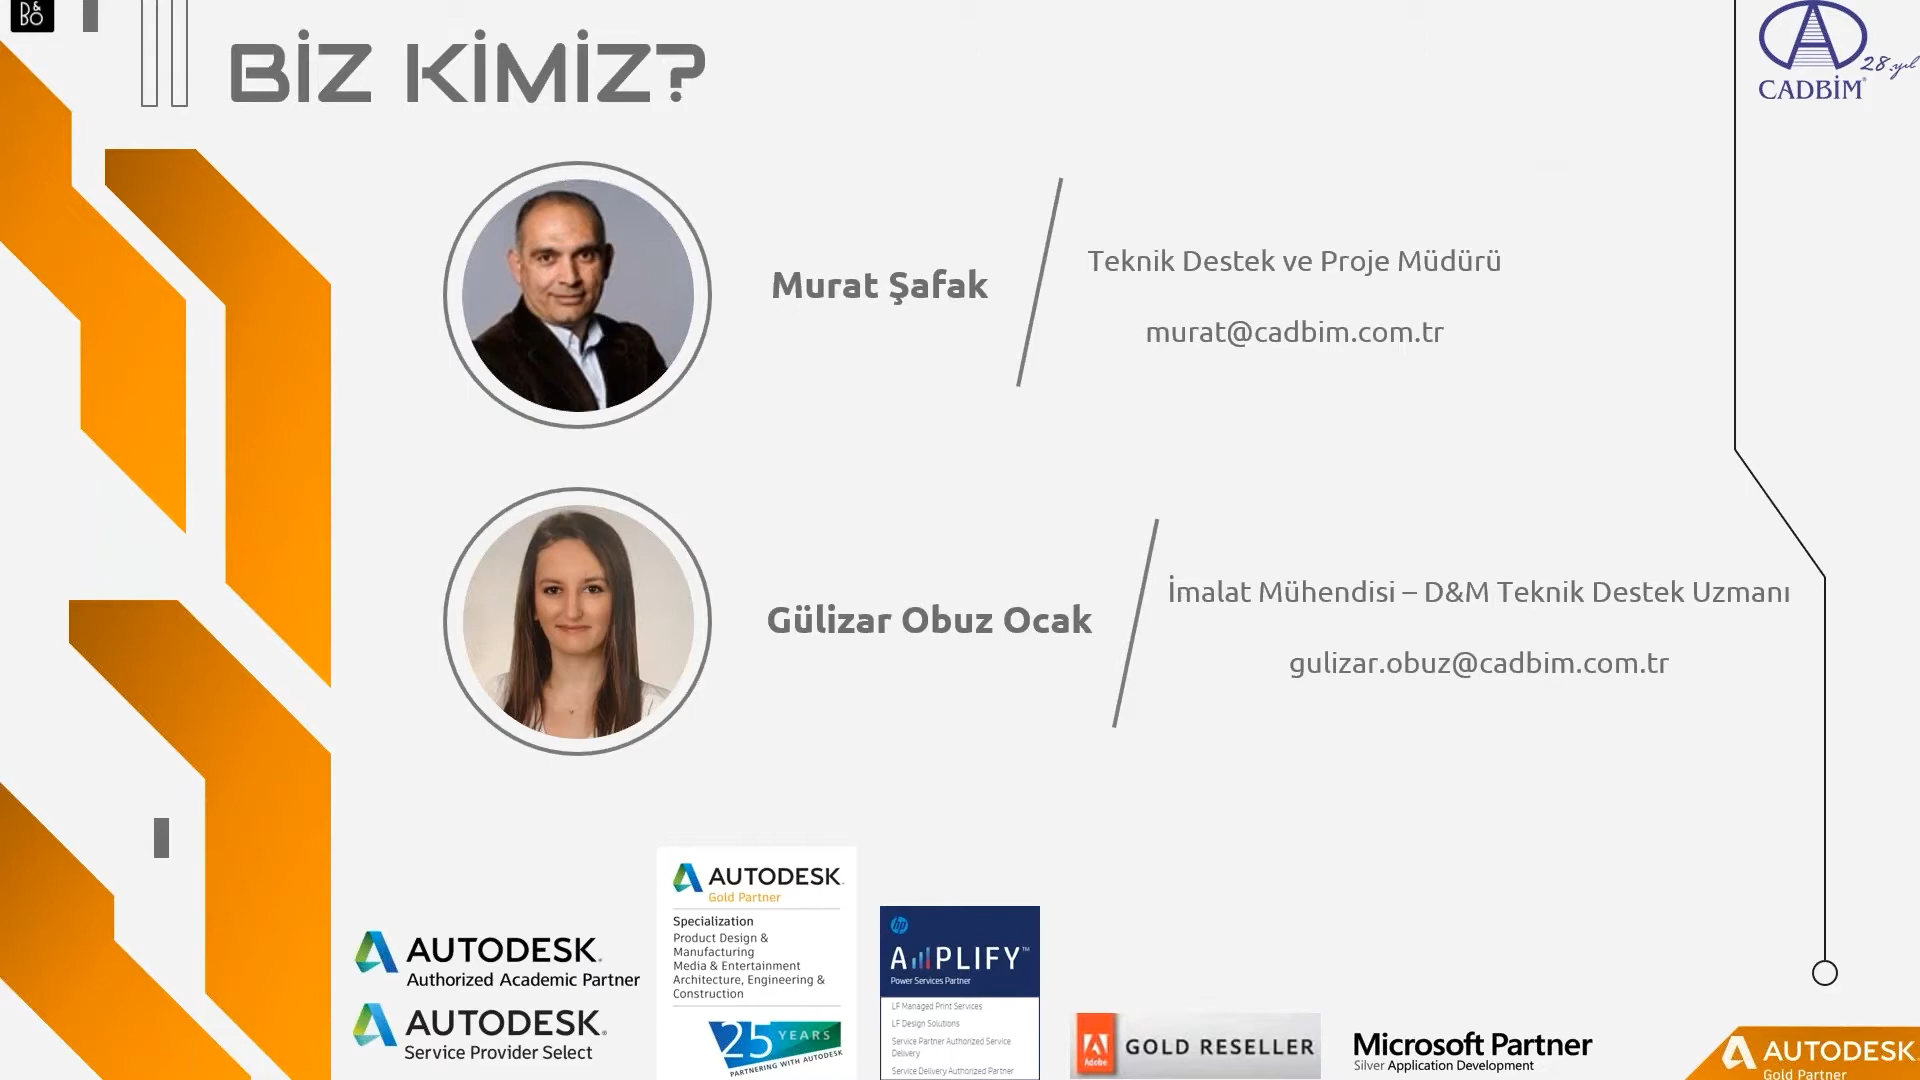 B&
BO
BİZ KİMİZ?
28.yıl
CADBİM®
Murat Şafak
Teknik Destek ve Proje Müdürü
murat@cadbim.com.tr
Gülizar Obuz Ocak
İmalat Mühendisi – D&M Teknik Destek Uzmanı
gulizar.obuz@cadbim.com.tr
AUTODESK.
Authorized Academic Partner
AUTODESK®
Service Provider Select
AUTODESK.
Gold Partner
Specialization
Product Design &
Manufacturing
Media & Entertainment
Architecture, Engineering &
Construction
25 YEARS
PARTNERING WITH AUTODESK
hp
AMPLIFY™
Power Services Partner
LF Managed Print Services
LF Design Solutions
Service Partner Authorized Service
Delivery
Service Delivery Authorized Partner
Adobe
GOLD RESELLER
Microsoft Partner
Silver Application Development
AUTODESK.
Gold Partner